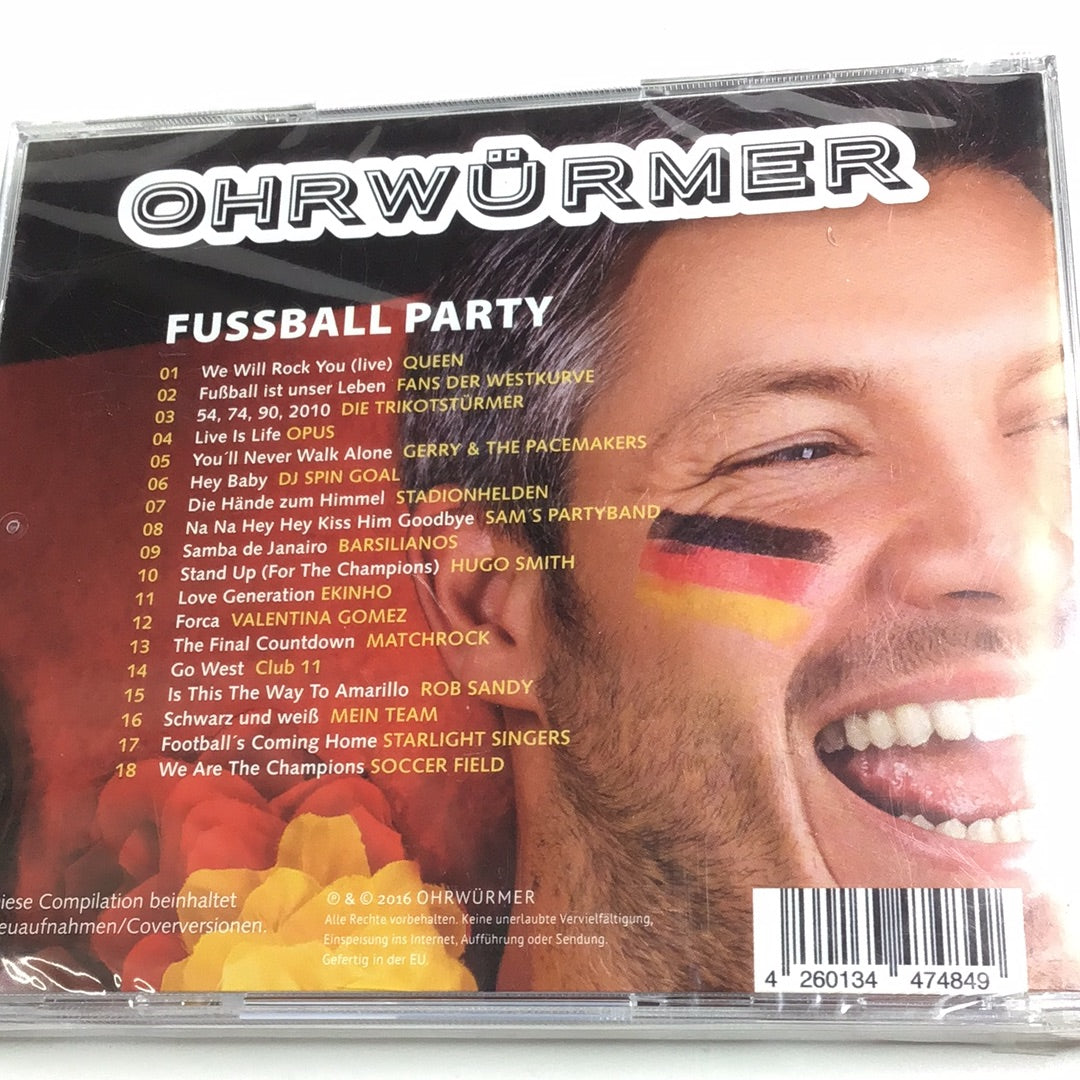 OHRWÜRMER
FUSSBALL PARTY
01 We Will Rock You (live) QUEEN
02 Fußball ist unser Leben FANS DER WESTKURVE
03 54, 74, 90, 2010 DIE TRIKOTSTÜRMER
04 Live Is Life OPUS
05 You´ll Never Walk Alone GERRY & THE PACEMAKERS
06 Hey Baby DJ SPIN GOAL
07 Die Hände zum Himmel STADIONHELDEN
08 Na Na Hey Hey Kiss Him Goodbye SAM´S PARTYBAND
09 Samba de Janairo BARSILIANOS
10 Stand Up (For The Champions) HUGO SMITH
11 Love Generation EKINHO
12 Forca VALENTINA GOMEZ
13 The Final Countdown MATCHROCK
14 Go West Club 11
15 Is This The Way To Amarillo ROB SANDY
16 Schwarz und weiß MEIN TEAM
17 Football´s Coming Home STARLIGHT SINGERS
18 We Are The Champions SOCCER FIELD
iese Compilation beinhaltet
euaufnahmen/Coverversionen.
℗ & © 2016 OHRWÜRMER
Alle Rechte vorbehalten. Keine unerlaubte Vervielfältigung,
Einspeisung ins Internet, Aufführung oder Sendung.
Gefertig in der EU.
4 260134 474849